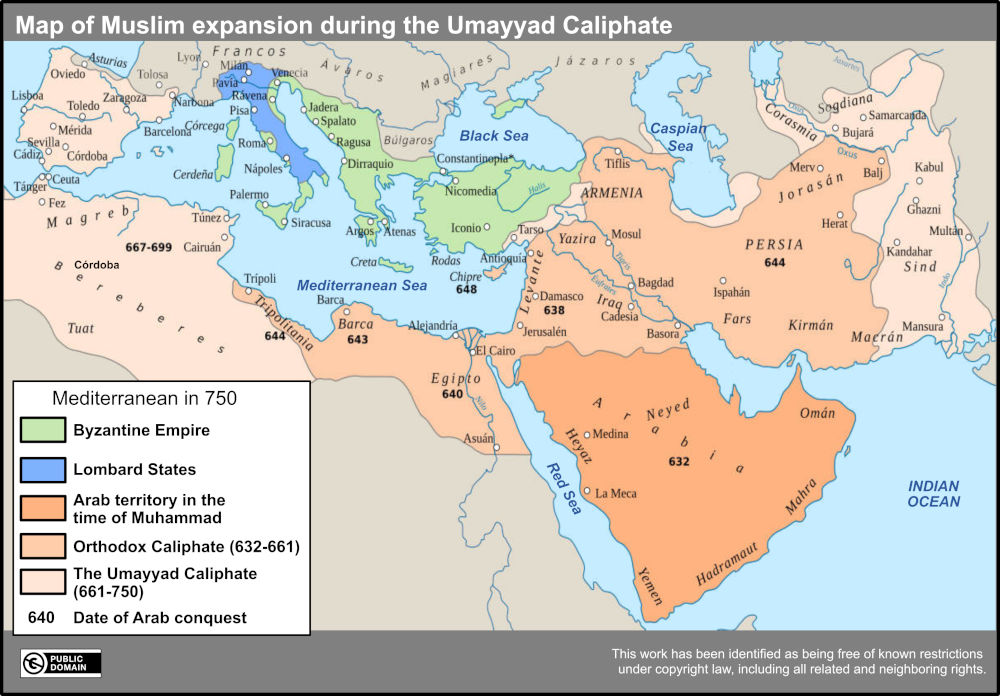 Map of Muslim expansion during the Umayyad Caliphate
Francos
Asturias
Oviedo
Lyon
Tolosa
Milán
Pavía
Venecia
Ávaros
Magiares
Jázaros
Jaxartes
Lisboa
Toledo
Zaragoza
Narbona
Rávena
Pisa
Jadera
Spalato
Oxus
Sogdiana
Corasmia
Samarcanda
Bujará
Mérida
Barcelona
Córcega
Ragusa
Búlgaros
Black Sea
Caspian
Sea
Sevilla
Cádiz
Córdoba
Roma
Nápoles
Dirraquio
Constantinopla*
Tiflis
Merv
Oxus
Balj
Kabul
Tánger
Ceuta
Cerdeña
Nicomedia
Halis
ARMENIA
Jorasán
Fez
Palermo
Siracusa
Argos
Atenas
Iconio
Tarso
Herat
Ghazni
Magreb
Túnez
Cairuán
Yazira
Mosul
PERSIA
644
Kandahar
Multán
667-699
Córdoba
Creta
Rodas
Antioquía
Chipre
648
Tigris
Sind
Bereberes
Trípoli
Mediterranean Sea
Levante
Éufrates
Bagdad
Ispahán
Indo
Barca
Damasco
638
Iraq
Cadesia
Tuat
Tripolitania
644
Barca
643
Alejandría
Jerusalén
Basora
Fars
Kirmán
Macrán
Mansura
El Cairo
Egipto
640
Nilo
Asuán
Arabia
Neyed
632
Omán
Heyaz
Medina
La Meca
Red Sea
Mahra
Hadramaut
Yemen
INDIAN
OCEAN
Mediterranean in 750
Byzantine Empire
Lombard States
Arab territory in the
time of Muhammad
Orthodox Caliphate (632-661)
The Umayyad Caliphate
(661-750)
640 Date of Arab conquest
PUBLIC
DOMAIN
This work has been identified as being free of known restrictions
under copyright law, including all related and neighboring rights.